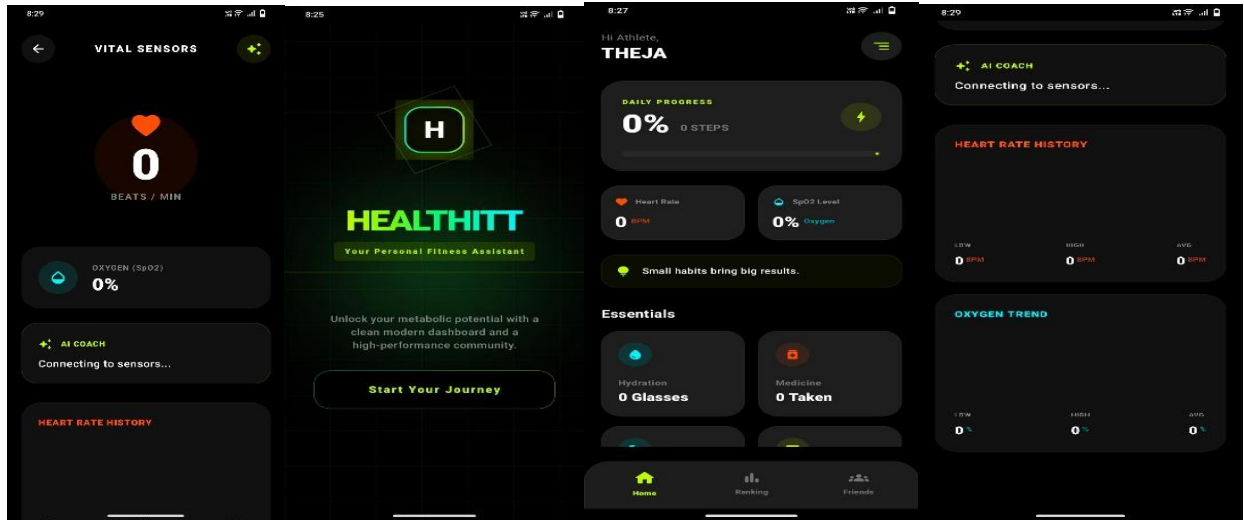 8:29
VITAL SENSORS
0
BEATS / MIN
OXYGEN (SpO2)
0%
AI COACH
Connecting to sensors...
HEART RATE HISTORY
8:25
H
HEALTHITT
Your Personal Fitness Assistant
Unlock your metabolic potential with a
clean modern dashboard and a
high-performance community.
Start Your Journey
8:27
Hi Athlete,
THEJA
DAILY PROGRESS
0% 0 STEPS
Heart Rate
0 BPM
SpO2 Level
0% Oxygen
Small habits bring big results.
Essentials
Hydration
0 Glasses
Medicine
0 Taken
Home
Ranking
Friends
8:29
AI COACH
Connecting to sensors...
HEART RATE HISTORY
LOW HIGH AVG
0 BPM 0 BPM 0 BPM
OXYGEN TREND
LOW HIGH AVG
0 % 0 % 0 %